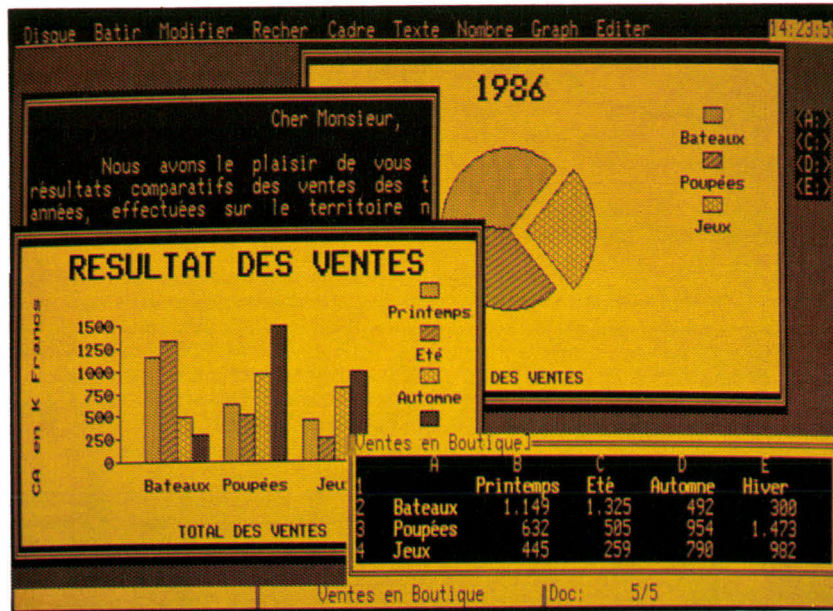 Disque Batir Modifier Recher Cadre Texte Nombre Graph Editer 14:23:5
1986
Bateaux
Poupées
Jeux
DES VENTES
<A:>
<C:>
<D:>
<E:>
Cher Monsieur,
Nous avons le plaisir de vous
résultats comparatifs des ventes des t
années, effectuées sur le territoire n
RESULTAT DES VENTES
Printemps
Eté
Automne
CA en K Francs
1500
1250
1000
750
500
250
0
Bateaux Poupées Jeu
TOTAL DES VENTES
Ventes en Boutique]
A B C D E
1 Printemps Eté Automne Hiver
2 Bateaux 1.149 1.325 492 300
3 Poupées 632 505 954 1.473
4 Jeux 445 259 790 982
Ventes en Boutique Doc: 5/5